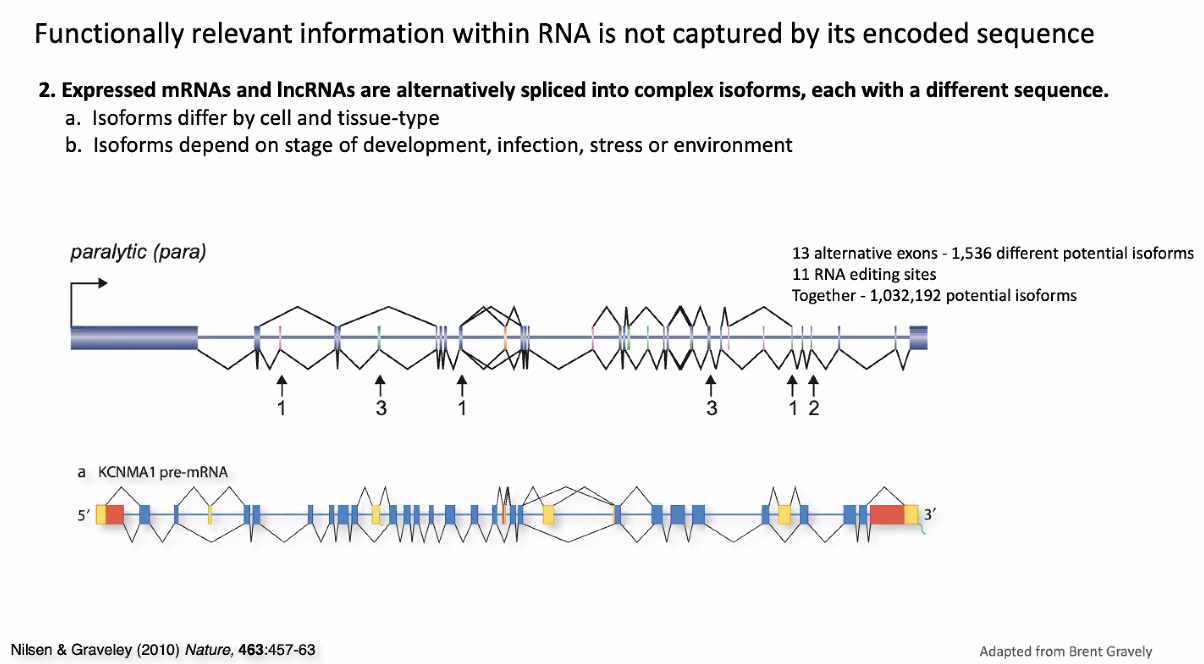 Functionally relevant information within RNA is not captured by its encoded sequence
2. Expressed mRNAs and lncRNAs are alternatively spliced into complex isoforms, each with a different sequence.
a. Isoforms differ by cell and tissue-type
b. Isoforms depend on stage of development, infection, stress or environment
paralytic (para)
13 alternative exons - 1,536 different potential isoforms
11 RNA editing sites
Together - 1,032,192 potential isoforms
1 3 1 3 1 2
a KCNMA1 pre-mRNA
5′ 3′
Nilsen & Graveley (2010) Nature, 463:457-63
Adapted from Brent Gravely